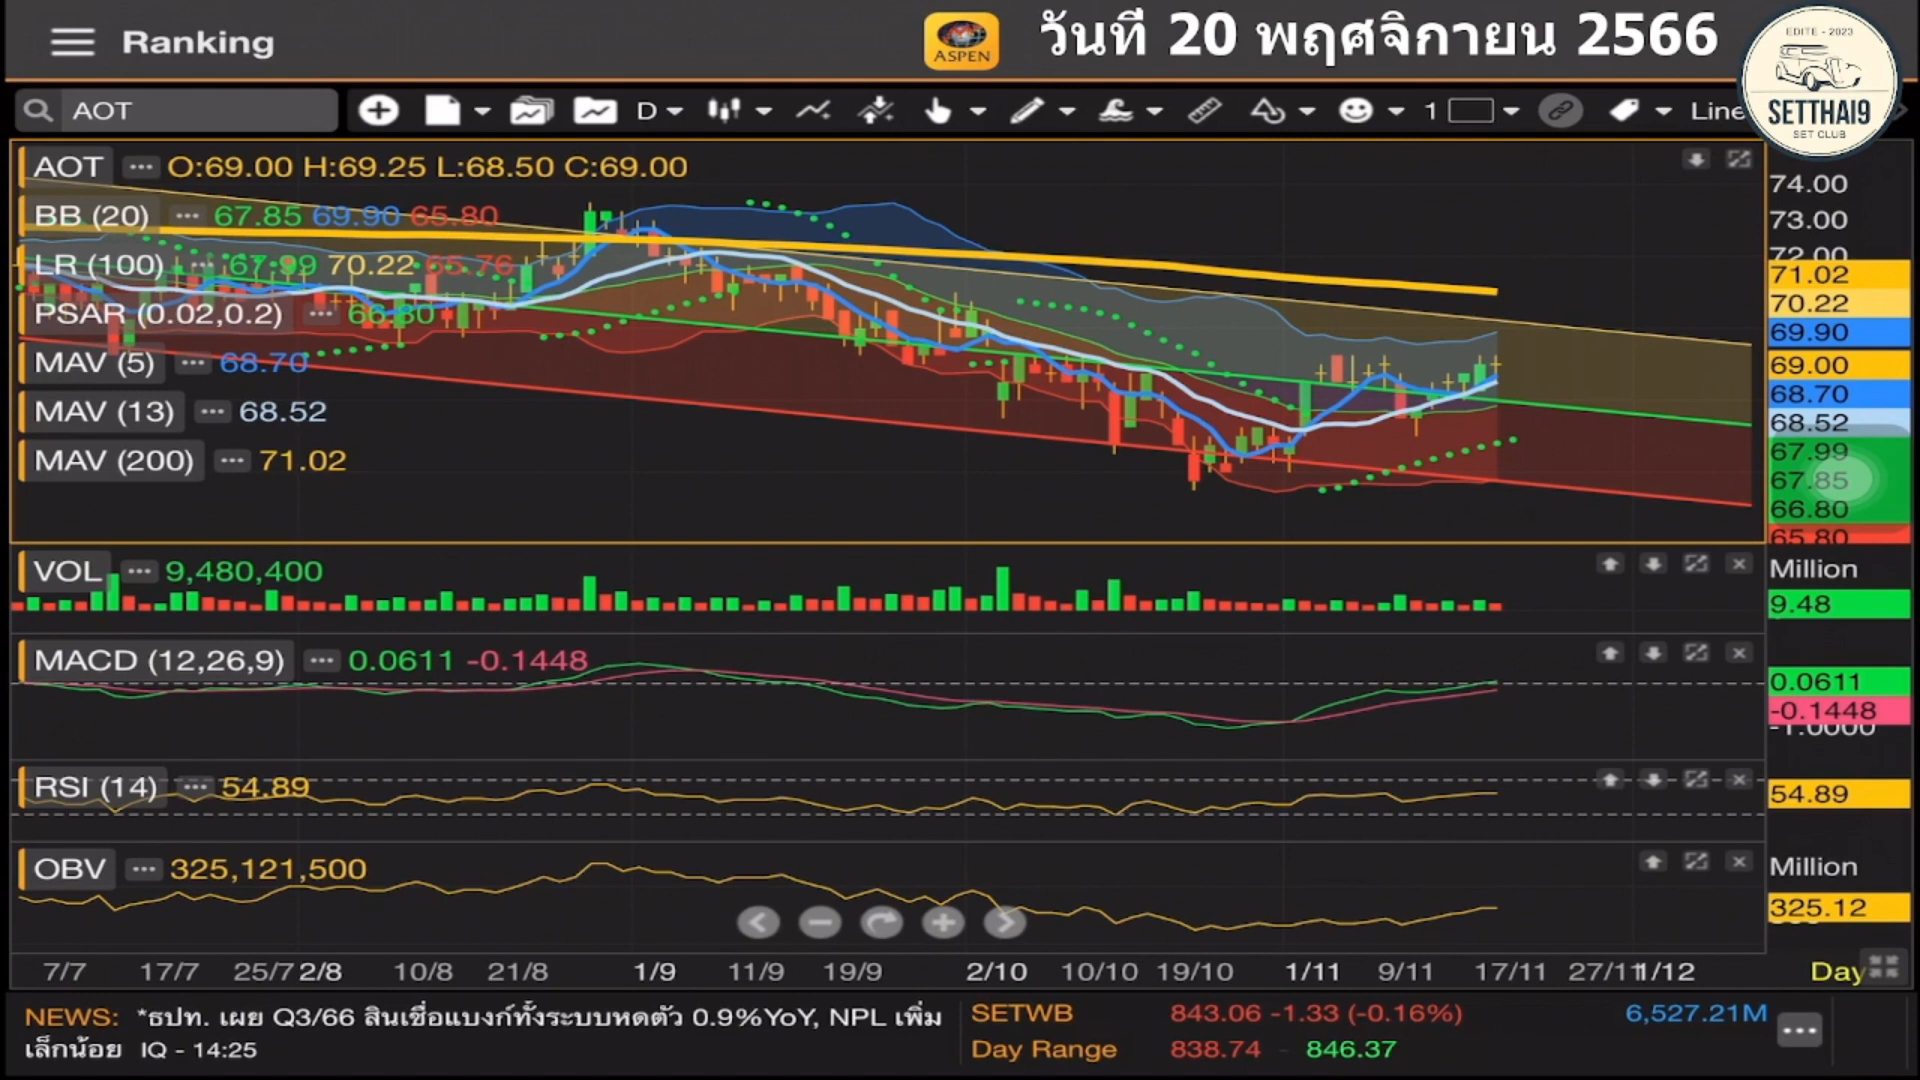 Ranking
ASPEN
วันที่ 20 พฤศจิกายน 2566
EDITE - 2023
SETTHAI9
SET CLUB
AOT
D
1
Line
AOT O:69.00 H:69.25 L:68.50 C:69.00
BB (20) 67.85 69.90 65.80
LR (100) 67.99 70.22 65.76
PSAR (0.02,0.2) 66.80
MAV (5) 68.70
MAV (13) 68.52
MAV (200) 71.02
74.00
73.00
72.00
71.02
70.22
69.90
69.00
68.70
68.52
67.99
67.85
66.80
65.80
VOL 9,480,400
Million
9.48
MACD (12,26,9) 0.0611 -0.1448
0.0611
-0.1448
-1.0000
RSI (14) 54.89
54.89
OBV 325,121,500
Million
325.12
7/7 17/7 25/7 2/8 10/8 21/8 1/9 11/9 19/9 2/10 10/10 19/10 1/11 9/11 17/11 27/11 1/12 Day
NEWS: *ธปท. เผย Q3/66 สินเชื่อแบงก์ทั้งระบบหดตัว 0.9%YoY, NPL เพิ่ม
เล็กน้อย IQ - 14:25
SETWB 843.06 -1.33 (-0.16%) 6,527.21M
Day Range 838.74 - 846.37